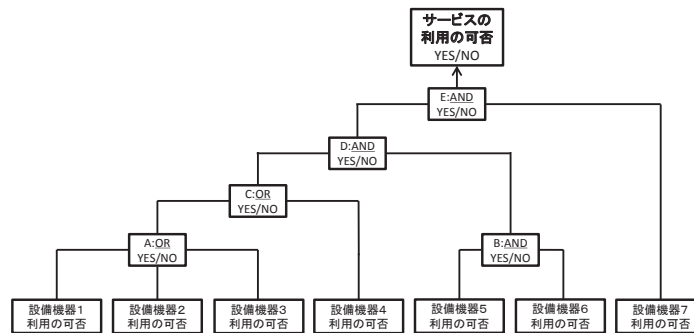 サービスの
利用の可否
YES/NO
E:AND
YES/NO
D:AND
YES/NO
C:OR
YES/NO
A:OR
YES/NO
B:AND
YES/NO
設備機器1
利用の可否
設備機器2
利用の可否
設備機器3
利用の可否
設備機器4
利用の可否
設備機器5
利用の可否
設備機器6
利用の可否
設備機器7
利用の可否